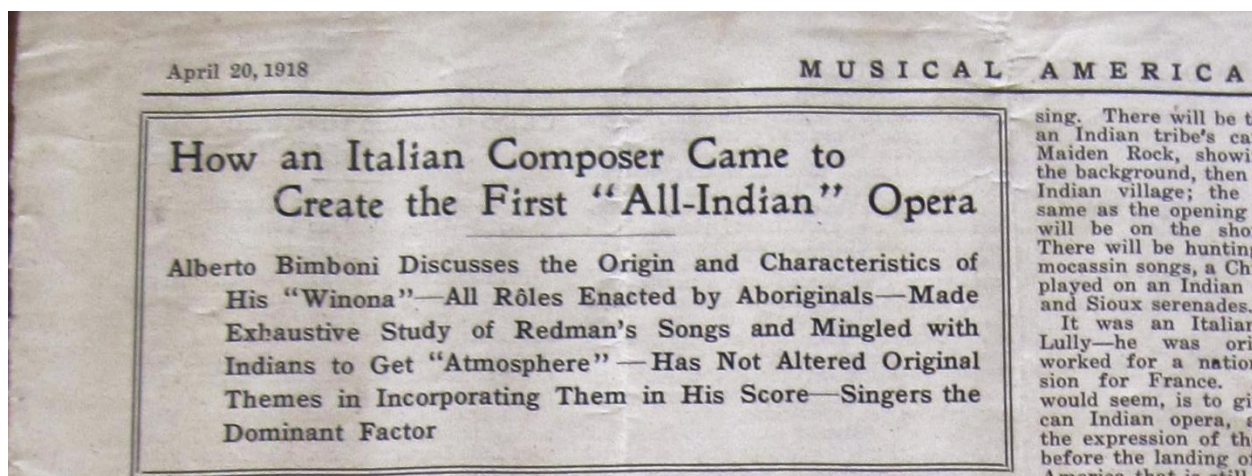 April 20, 1918
MUSICAL AMERICA
How an Italian Composer Came to
Create the First "All-Indian" Opera
Alberto Bimboni Discusses the Origin and Characteristics of
His "Winona"—All Rôles Enacted by Aboriginals—Made
Exhaustive Study of Redman's Songs and Mingled with
Indians to Get "Atmosphere"—Has Not Altered Original
Themes in Incorporating Them in His Score—Singers the
Dominant Factor
sing. There will be
an Indian tribe's
Maiden Rock,
the background, then
Indian village; the
same as the opening
will be on the
There will be
mocassin songs, a
played on an Indian
and Sioux serenades.
It was an Italian
Lully—he was
worked for a
sion for France.
would seem, is to
can Indian opera,
the expression of
before the landing